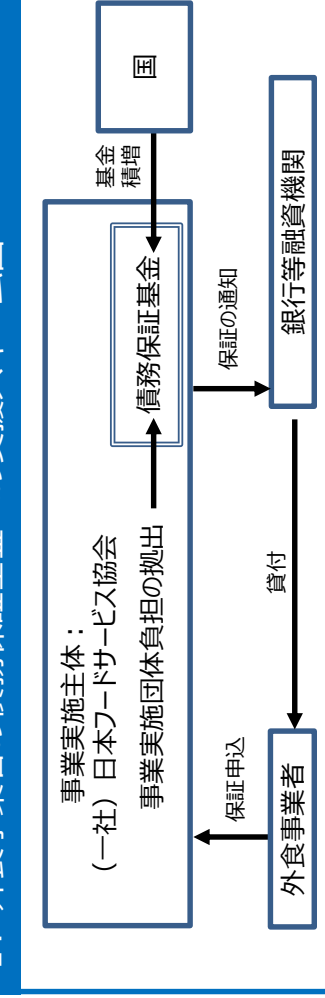 事業実施主体：
（一社）日本フードサービス協会
事業実施団体負担の拠出
債務保証基金
基金
積増
国
保証申込
保証の通知
外食事業者
貸付
銀行等融資機関